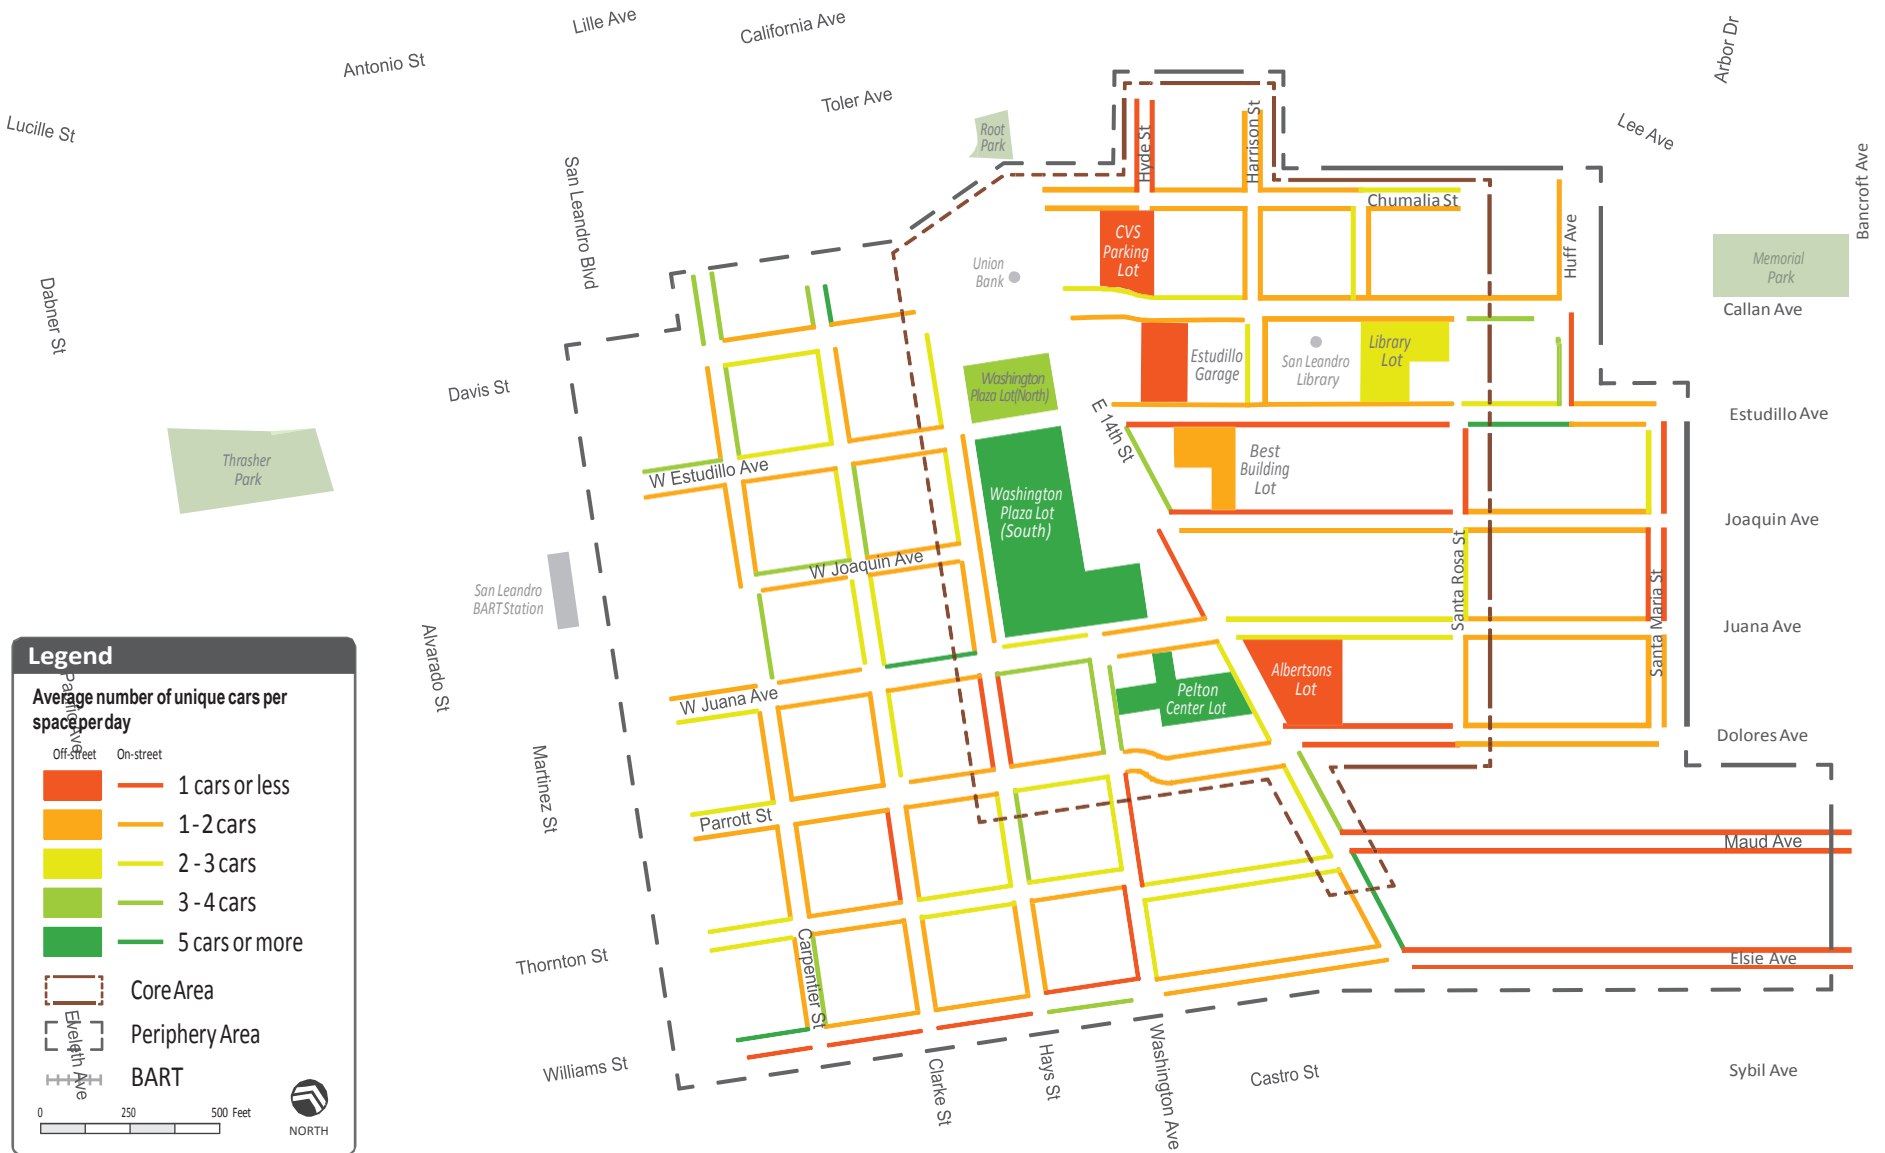 Lille Ave
California Ave
Arbor Dr
Antonio St
Toler Ave
Lucille St
Root
Park
Hyde St
Harrison St
Lee Ave
Bancroft Ave
San Leandro Blvd
Chumalia St
CVS
Parking
Lot
Huff Ave
Union
Bank
Memorial
Park
Dabner St
Callan Ave
Estudillo
Garage
San Leandro
Library
Library
Lot
Davis St
Washington
Plaza Lot(North)
E 14th St
Estudillo Ave
Thrasher
Park
W Estudillo Ave
Best
Building
Lot
Washington
Plaza Lot
(South)
Joaquin Ave
W Joaquin Ave
San Leandro
BART Station
Santa Rosa St
Santa Maria St
Juana Ave
Alvarado St
Albertsons
Lot
W Juana Ave
Pelton
Center Lot
Dolores Ave
Martinez St
Parrott St
Maud Ave
Carpentier St
Thornton St
Elsie Ave
Williams St
Clarke St
Hays St
Washington Ave
Castro St
Sybil Ave
Legend
Average number of unique cars per
space per day
Off-street On-street
1 cars or less
1 - 2 cars
2 - 3 cars
3 - 4 cars
5 cars or more
Core Area
Periphery Area
Eveleth Ave
BART
0 250 500 Feet
NORTH